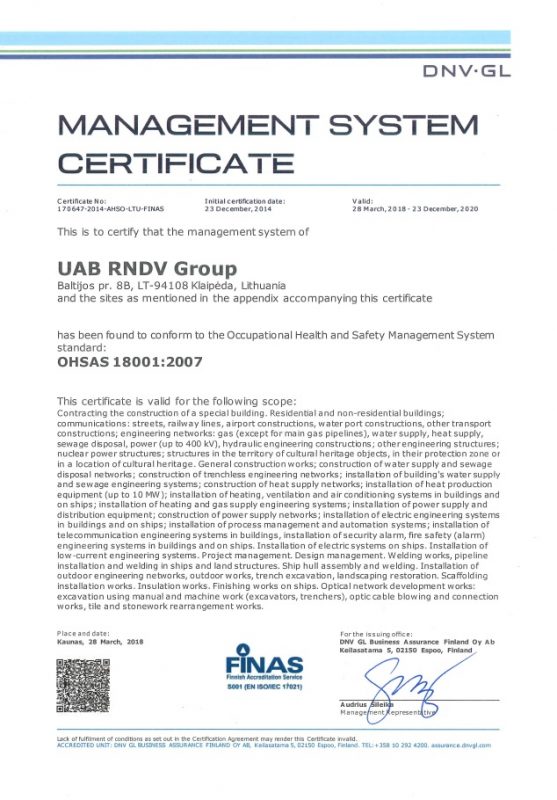 DNV·GL
MANAGEMENT SYSTEM
CERTIFICATE
Certificate No:
170647-2014-AHSO-LTU-FINAS
Initial certification date:
23 December, 2014
Valid:
28 March, 2018 - 23 December, 2020
This is to certify that the management system of
UAB RNDV Group
Baltijos pr. 8B, LT-94108 Klaipėda, Lithuania
and the sites as mentioned in the appendix accompanying this certificate
has been found to conform to the Occupational Health and Safety Management System
standard:
OHSAS 18001:2007
This certificate is valid for the following scope:
Contracting the construction of a special building. Residential and non-residential buildings;
communications: streets, railway lines, airport constructions, water port constructions, other transport
constructions; engineering networks: gas (except for main gas pipelines), water supply, heat supply,
sewage disposal, power (up to 400 kV), hydraulic engineering constructions; other engineering structures;
nuclear power structures; structures in the territory of cultural heritage objects, in their protection zone or
in a location of cultural heritage. General construction works; construction of water supply and sewage
disposal networks; construction of trenchless engineering networks; installation of building's water supply
and sewage engineering systems; construction of heat supply networks; installation of heat production
equipment (up to 10 MW); installation of heating, ventilation and air conditioning systems in buildings and
on ships; installation of heating and gas supply engineering systems; installation of power supply and
distribution equipment; construction of power supply networks; installation of electric engineering systems
in buildings and on ships; installation of process management and automation systems; installation of
telecommunication engineering systems in buildings, installation of security alarm, fire safety (alarm)
engineering systems in buildings and on ships. Installation of electric systems on ships. Installation of
low-current engineering systems. Project management. Design management. Welding works, pipeline
installation and welding in ships and land structures. Ship hull assembly and welding. Installation of
outdoor engineering networks, outdoor works, trench excavation, landscaping restoration. Scaffolding
installation works. Insulation works. Finishing works on ships. Optical network development works:
excavation using manual and machine work (excavators, trenchers), optic cable blowing and connection
works, tile and stonework rearrangement works.
Place and date:
Kaunas, 28 March, 2018
For the issuing office:
DNV GL Business Assurance Finland Oy Ab
Keilasatama 5, 02150 Espoo, Finland
FINAS
Finnish Accreditation Service
S001 (EN ISO/IEC 17021)
Audrius Sileika
Management Representative
Lack of fulfilment of conditions as set out in the Certification Agreement may render this Certificate invalid.
ACCREDITED UNIT: DNV GL BUSINESS ASSURANCE FINLAND OY AB, Keilasatama 5, 02150 Espoo, Finland. TEL:+358 10 292 4200. assurance.dnvgl.com